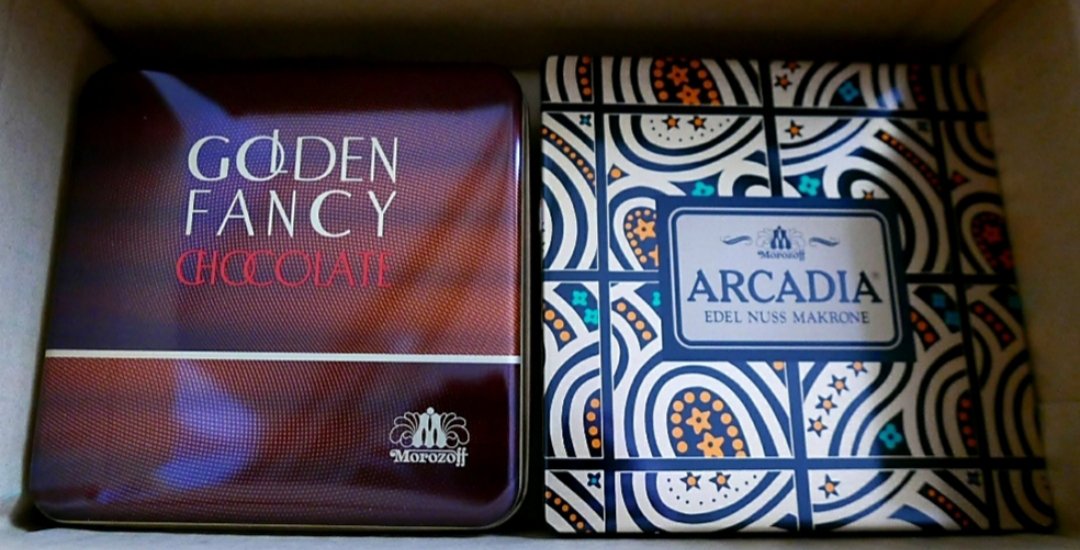 GOLDEN
FANCY
CHOCOLATE
Morozoff
Morozoff
ARCADIA®
EDEL NUSS MAKRONE